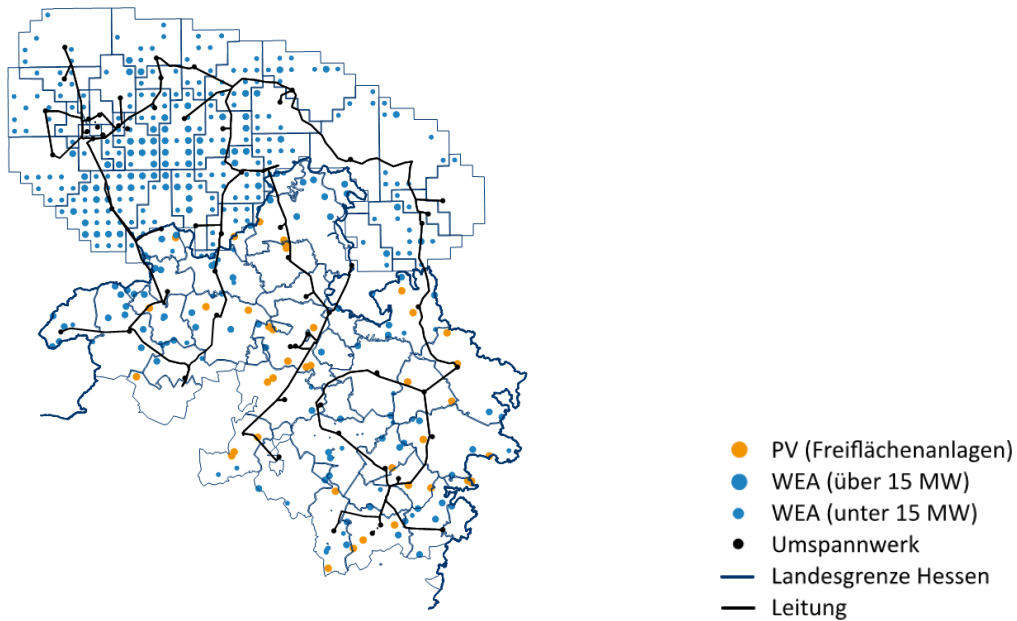 PV (Freiflächenanlagen)
WEA (über 15 MW)
WEA (unter 15 MW)
Umspannwerk
Landesgrenze Hessen
Leitung